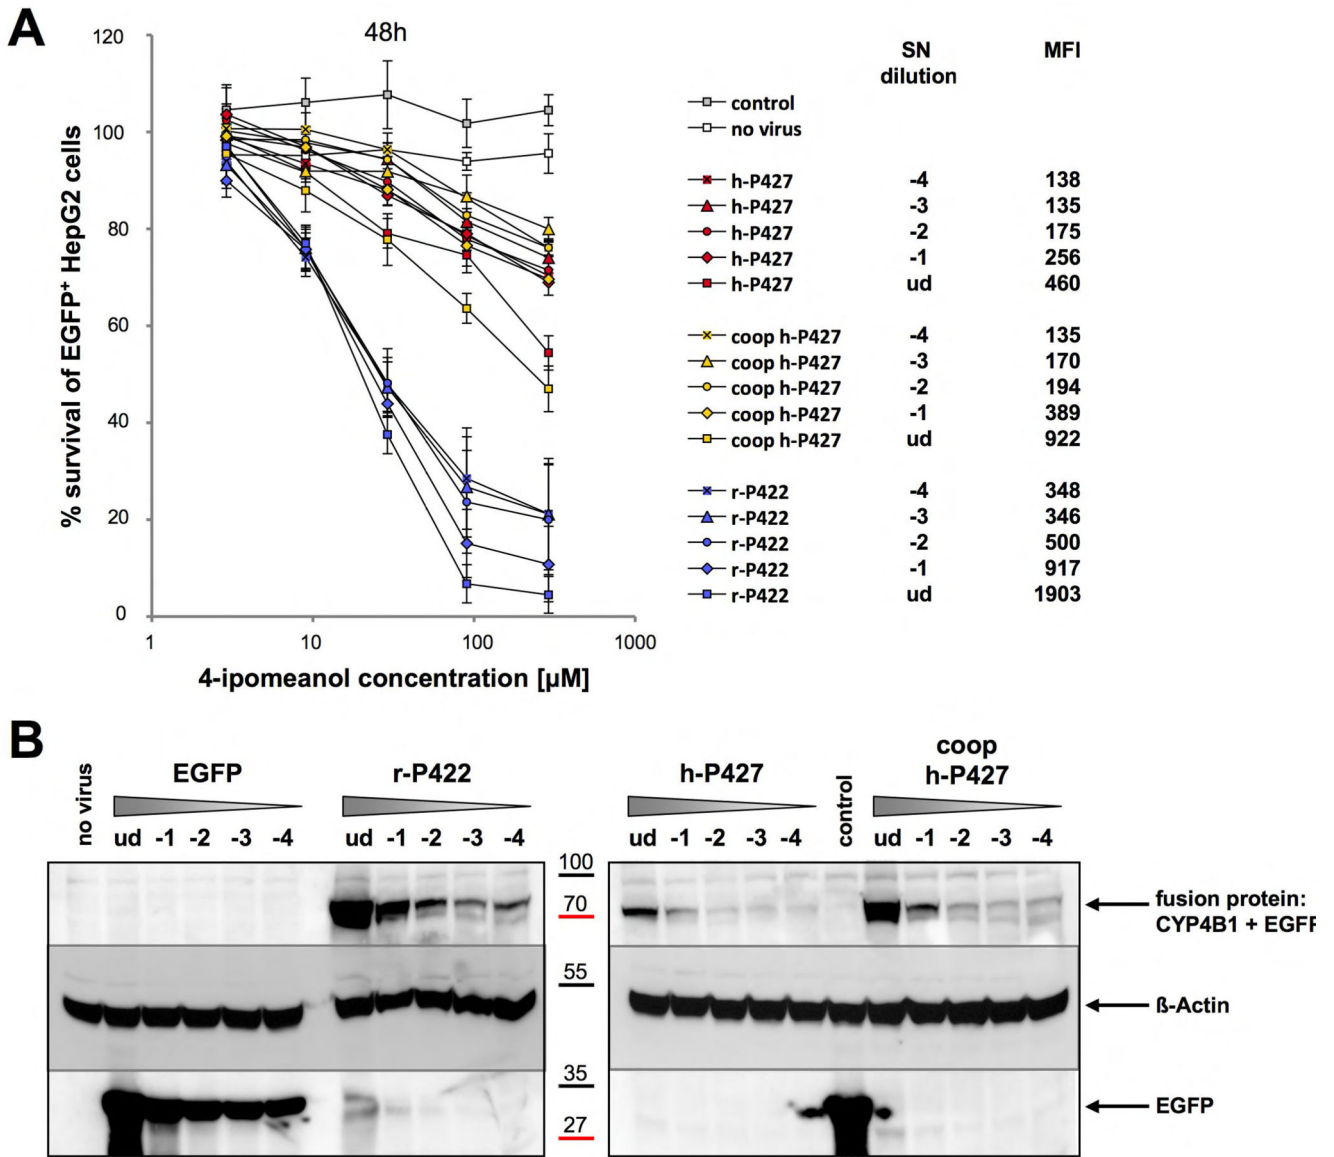 A
48h
120
100
80
60
40
20
0
% survival of EGFP+ HepG2 cells
1 10 100 1000
4-ipomeanol concentration [µM]
SN dilution MFI
control
no virus
h-P427 -4 138
h-P427 -3 135
h-P427 -2 175
h-P427 -1 256
h-P427 ud 460
coop h-P427 -4 135
coop h-P427 -3 170
coop h-P427 -2 194
coop h-P427 -1 389
coop h-P427 ud 922
r-P422 -4 348
r-P422 -3 346
r-P422 -2 500
r-P422 -1 917
r-P422 ud 1903
B
no virus
EGFP
ud -1 -2 -3 -4
r-P422
ud -1 -2 -3 -4
h-P427
ud -1 -2 -3 -4
control
coop
h-P427
ud -1 -2 -3 -4
100
70
55
35
27
fusion protein:
CYP4B1 + EGFP
ß-Actin
EGFP